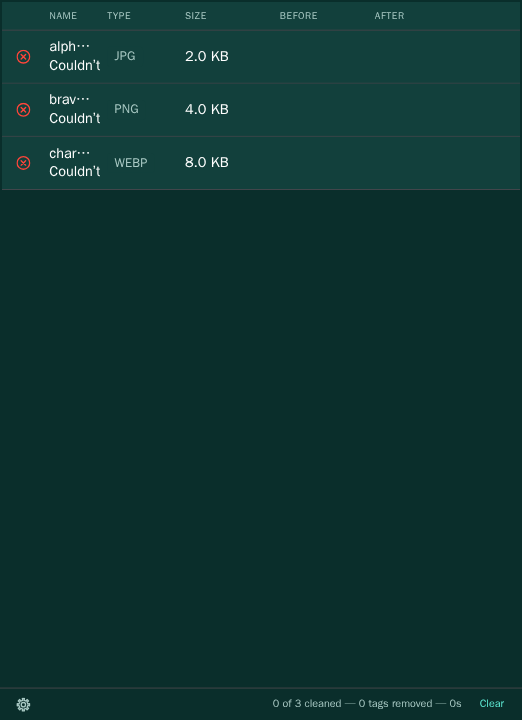 NAME TYPE SIZE BEFORE AFTER
alph···
Couldn't
JPG 2.0 KB
brav···
Couldn't
PNG 4.0 KB
char···
Couldn't
WEBP 8.0 KB
0 of 3 cleaned — 0 tags removed — 0s Clear